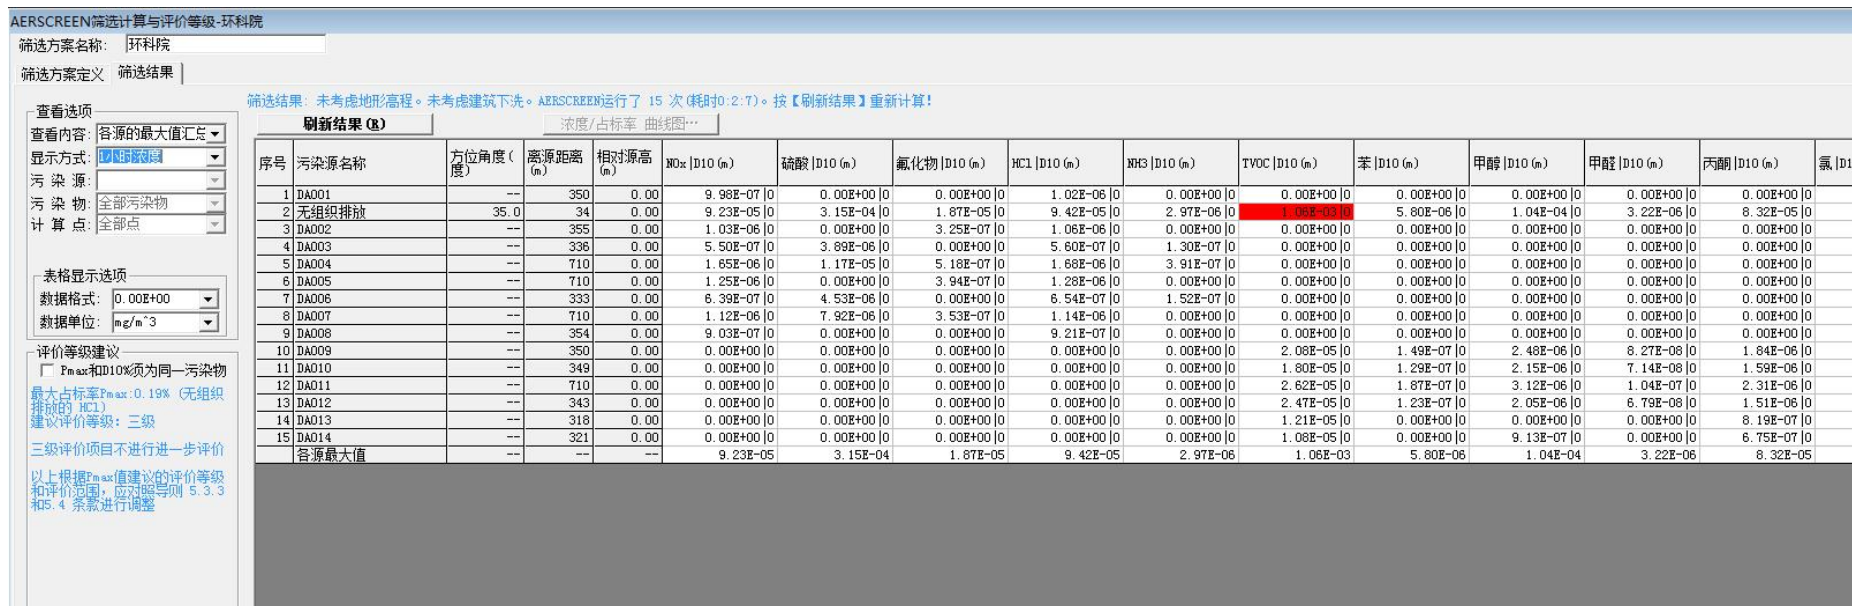 AERSCREEN筛选计算与评价等级-环科院
筛选方案名称: 环科院
筛选方案定义 筛选结果
查看选项
查看内容: 各源的最大值汇总
显示方式: 1小时浓度
污 染 源:
污 染 物: 全部污染物
计 算 点: 全部点
表格显示选项
数据格式: 0.00E+00
数据单位: mg/m^3
评价等级建议
Pmax和D10%须为同一污染物
最大占标率Pmax:0.19% (无组织
排放的 HCl)
建议评价等级: 三级
三级评价项目不进行进一步评价
以上根据Pmax值建议的评价等级
和评价范围，应对照导则 5.3.3
和5.4 条款进行调整
筛选结果: 未考虑地形高程。未考虑建筑下洗。AERSCREEN运行了 15 次(耗时0:2:7)。按【刷新结果】重新计算!
刷新结果(R) 浓度/占标率 曲线图…
序号 污染源名称 方位角度(度) 离源距离(m) 相对源高(m) NOx|D10(m) 硫酸|D10(m) 氟化物|D10(m) HCl|D10(m) NH3|D10(m) TVOC|D10(m) 苯|D10(m) 甲醇|D10(m) 甲醛|D10(m) 丙酮|D10(m) 氯|D1
1 DA001 -- 350 0.00 9.98E-07|0 0.00E+00|0 0.00E+00|0 1.02E-06|0 0.00E+00|0 0.00E+00|0 0.00E+00|0 0.00E+00|0 0.00E+00|0 0.00E+00|0
2 无组织排放 35.0 34 0.00 9.23E-05|0 3.15E-04|0 1.87E-05|0 9.42E-05|0 2.97E-06|0 1.06E-03|0 5.80E-06|0 1.04E-04|0 3.22E-06|0 8.32E-05|0
3 DA002 -- 355 0.00 1.03E-06|0 0.00E+00|0 3.25E-07|0 1.06E-06|0 0.00E+00|0 0.00E+00|0 0.00E+00|0 0.00E+00|0 0.00E+00|0 0.00E+00|0
4 DA003 -- 336 0.00 5.50E-07|0 3.89E-06|0 0.00E+00|0 5.60E-07|0 1.30E-07|0 0.00E+00|0 0.00E+00|0 0.00E+00|0 0.00E+00|0 0.00E+00|0
5 DA004 -- 710 0.00 1.65E-06|0 1.17E-05|0 5.18E-07|0 1.68E-06|0 3.91E-07|0 0.00E+00|0 0.00E+00|0 0.00E+00|0 0.00E+00|0 0.00E+00|0
6 DA005 -- 710 0.00 1.25E-06|0 0.00E+00|0 3.94E-07|0 1.28E-06|0 0.00E+00|0 0.00E+00|0 0.00E+00|0 0.00E+00|0 0.00E+00|0 0.00E+00|0
7 DA006 -- 333 0.00 6.39E-07|0 4.53E-06|0 0.00E+00|0 6.54E-07|0 1.52E-07|0 0.00E+00|0 0.00E+00|0 0.00E+00|0 0.00E+00|0 0.00E+00|0
8 DA007 -- 710 0.00 1.12E-06|0 7.92E-06|0 3.53E-07|0 1.14E-06|0 0.00E+00|0 0.00E+00|0 0.00E+00|0 0.00E+00|0 0.00E+00|0 0.00E+00|0
9 DA008 -- 354 0.00 9.03E-07|0 0.00E+00|0 0.00E+00|0 9.21E-07|0 0.00E+00|0 0.00E+00|0 0.00E+00|0 0.00E+00|0 0.00E+00|0 0.00E+00|0
10 DA009 -- 350 0.00 0.00E+00|0 0.00E+00|0 0.00E+00|0 0.00E+00|0 0.00E+00|0 2.08E-05|0 1.49E-07|0 2.48E-06|0 8.27E-08|0 1.84E-06|0
11 DA010 -- 349 0.00 0.00E+00|0 0.00E+00|0 0.00E+00|0 0.00E+00|0 0.00E+00|0 1.80E-05|0 1.29E-07|0 2.15E-06|0 7.14E-08|0 1.59E-06|0
12 DA011 -- 710 0.00 0.00E+00|0 0.00E+00|0 0.00E+00|0 0.00E+00|0 0.00E+00|0 2.62E-05|0 1.87E-07|0 3.12E-06|0 1.04E-07|0 2.31E-06|0
13 DA012 -- 343 0.00 0.00E+00|0 0.00E+00|0 0.00E+00|0 0.00E+00|0 0.00E+00|0 2.47E-05|0 1.23E-07|0 2.05E-06|0 6.79E-08|0 1.51E-06|0
14 DA013 -- 318 0.00 0.00E+00|0 0.00E+00|0 0.00E+00|0 0.00E+00|0 0.00E+00|0 1.21E-05|0 0.00E+00|0 0.00E+00|0 0.00E+00|0 8.19E-07|0
15 DA014 -- 321 0.00 0.00E+00|0 0.00E+00|0 0.00E+00|0 0.00E+00|0 0.00E+00|0 1.08E-05|0 0.00E+00|0 9.13E-07|0 0.00E+00|0 6.75E-07|0
各源最大值 -- -- -- 9.23E-05 3.15E-04 1.87E-05 9.42E-05 2.97E-06 1.06E-03 5.80E-06 1.04E-04 3.22E-06 8.32E-05